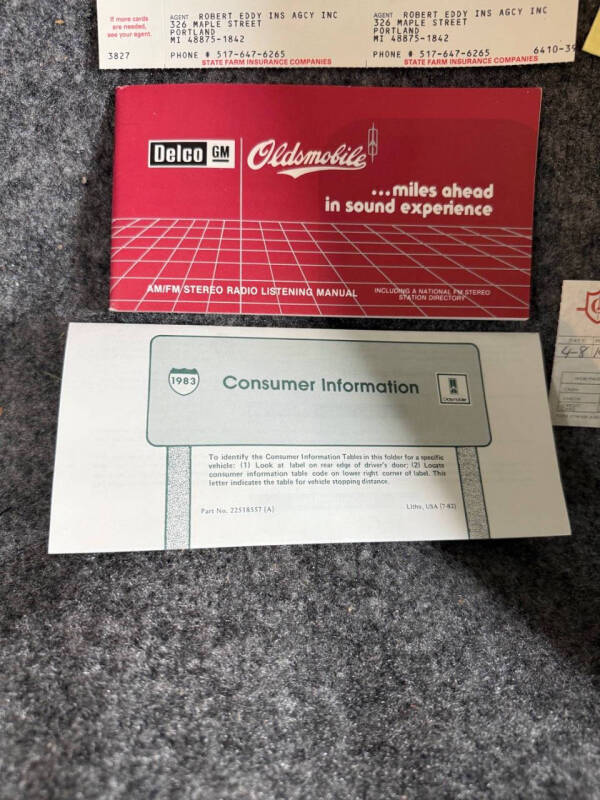 If more cards
are needed,
see your agent.
3827
AGENT ROBERT EDDY INS AGCY INC
326 MAPLE STREET
PORTLAND
MI 48875-1842
PHONE # 517-647-6265
STATE FARM INSURANCE COMPANIES
AGENT ROBERT EDDY INS AGCY INC
326 MAPLE STREET
PORTLAND
MI 48875-1842
PHONE # 517-647-6265
6410-39
STATE FARM INSURANCE COMPANIES
Delco GM Oldsmobile
...miles ahead
in sound experience
AM/FM STEREO RADIO LISTENING MANUAL
INCLUDING A NATIONAL FM STEREO
STATION DIRECTORY
DATE
4-8
1983 Consumer Information
Oldsmobile
To identify the Consumer Information Tables in this folder for a specific
vehicle: (1) Look at label on rear edge of driver's door; (2) Locate
consumer information table code on lower right corner of label. This
letter indicates the table for vehicle stopping distance.
Part No. 22518557 (A)
Litho, USA (7-82)